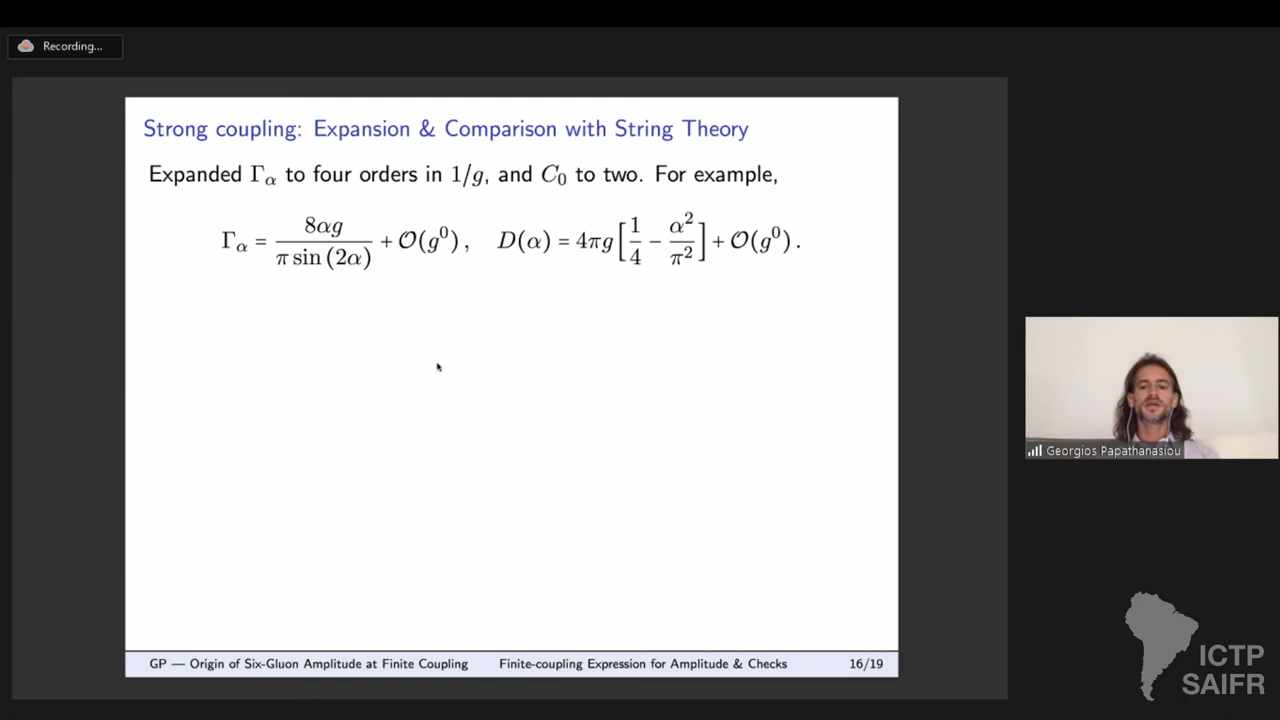 Recording...
Strong coupling: Expansion & Comparison with String Theory
Expanded Γ_α to four orders in 1/g, and C_0 to two. For example,
Γ_α = 8αg / (π sin (2α)) + O(g^0), D(α) = 4πg [1/4 − α^2/π^2] + O(g^0).
Georgios Papathanasiou
GP — Origin of Six-Gluon Amplitude at Finite Coupling Finite-coupling Expression for Amplitude & Checks 16/19
ICTP
SAIFR